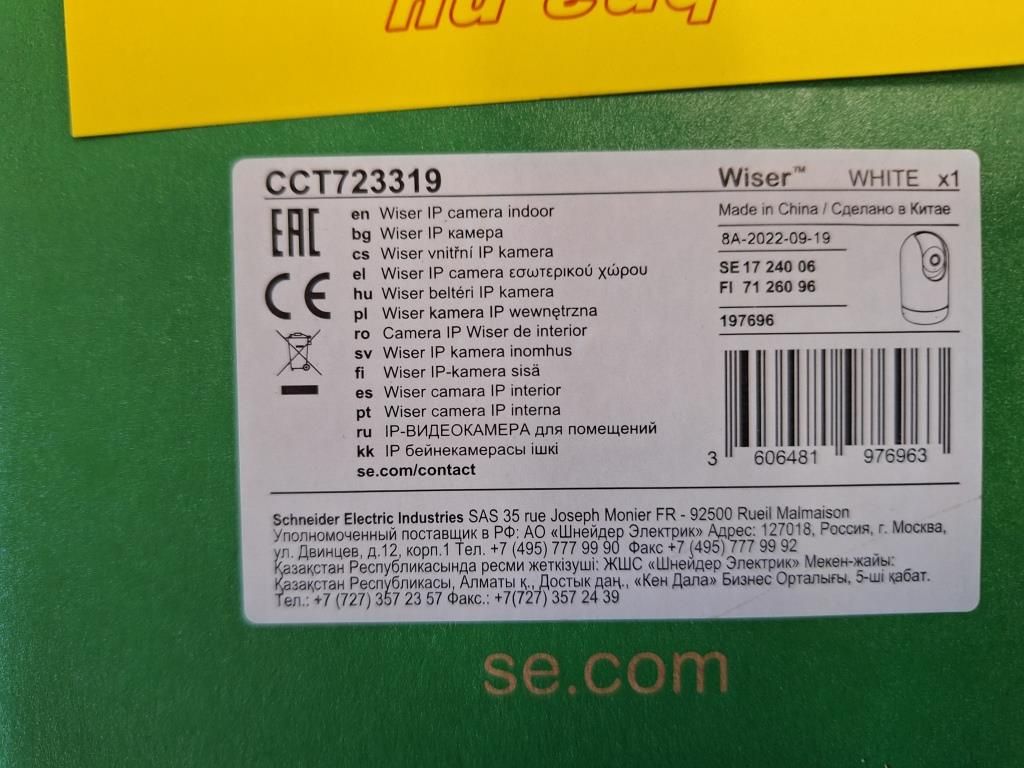 CCT723319
Wiser™ WHITE x1
EAC
CE
en Wiser IP camera indoor
bg Wiser IP камера
cs Wiser vnitřní IP kamera
el Wiser IP camera εσωτερικού χώρου
hu Wiser beltéri IP kamera
pl Wiser kamera IP wewnętrzna
ro Camera IP Wiser de interior
sv Wiser IP kamera inomhus
fi Wiser IP-kamera sisä
es Wiser camara IP interior
pt Wiser camera IP interna
ru IP-ВИДЕОКАМЕРА для помещений
kk IP бейнекамерасы ішкі
se.com/contact
Made in China / Сделано в Китае
8A-2022-09-19
SE 17 240 06
FI 71 260 96
197696
3 606481 976963
Schneider Electric Industries SAS 35 rue Joseph Monier FR - 92500 Rueil Malmaison
Уполномоченный поставщик в РФ: АО «Шнейдер Электрик» Адрес: 127018, Россия, г. Москва,
ул. Двинцев, д.12, корп.1 Тел. +7 (495) 777 99 90 Факс +7 (495) 777 99 92
Қазақстан Республикасында ресми жеткізуші: ЖШС «Шнейдер Электрик» Мекен-жайы:
Қазақстан Республикасы, Алматы қ., Достык даң., «Кен Дала» Бизнес Орталығы, 5-ші қабат.
Тел.: +7 (727) 357 23 57 Факс.: +7(727) 357 24 39
se.com